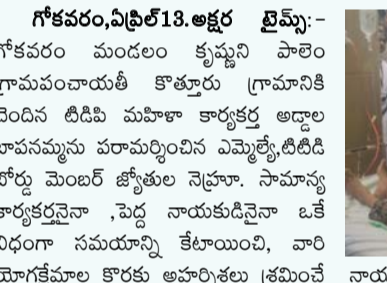 గోకవరం,ఏప్రిల్13.అక్షర టైమ్స్:-
గోకవరం మండలం కృష్ణుని పాలెం
గ్రామపంచాయతీ కొత్తూరు గ్రామానికి
చెందిన టిడిపి మహిళా కార్యకర్త అడ్డాల
బాపనమ్మను పరామర్శించిన ఎమ్మెల్యే,టిటిడి
బోర్డు మెంబర్ జ్యోతుల నెహ్రూ. సామాన్య
కార్యకర్తనైనా ,పెద్ద నాయకుడినైనా ఒకే
విధంగా సమయాన్ని కేటాయించి, వారి
యోగక్షేమాల కొరకు అహర్నిశలు శ్రమించే